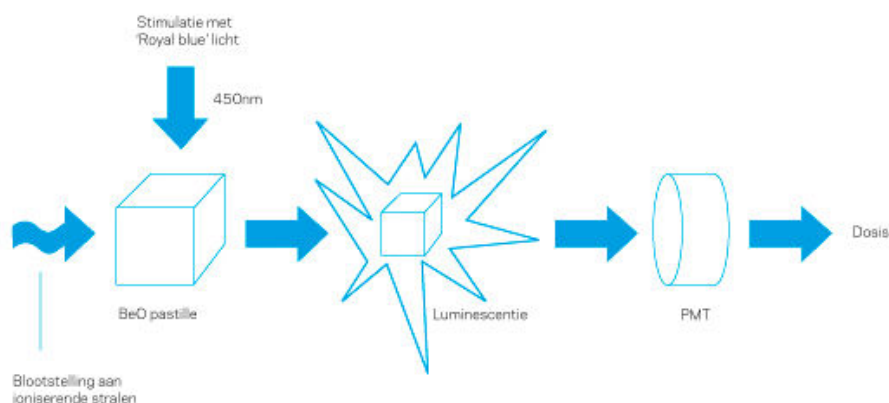 Stimulatie met
'Royal blue' licht
450nm
BeO pastille
Luminescentie
PMT
Dosis
Blootstelling aan
ioniserende stralen